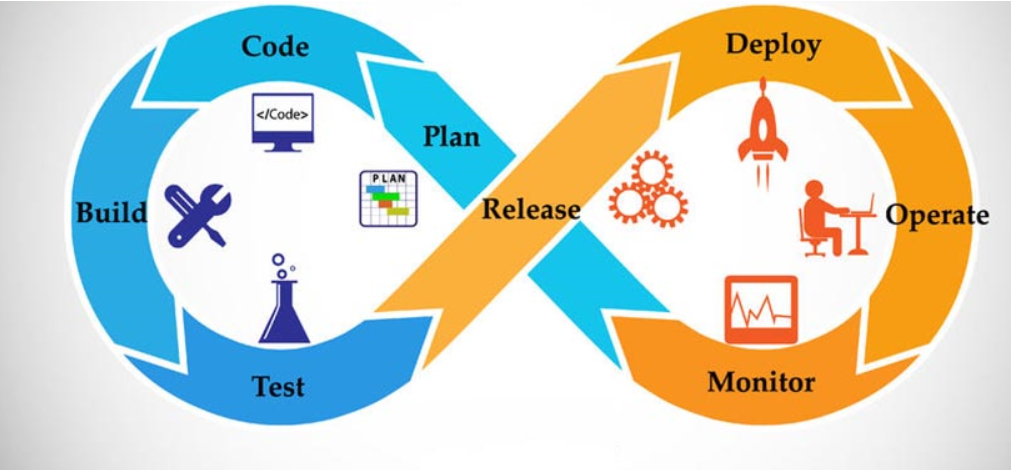 Code
Deploy
</Code>
Plan
PLAN
Build
Release
Operate
Test
Monitor